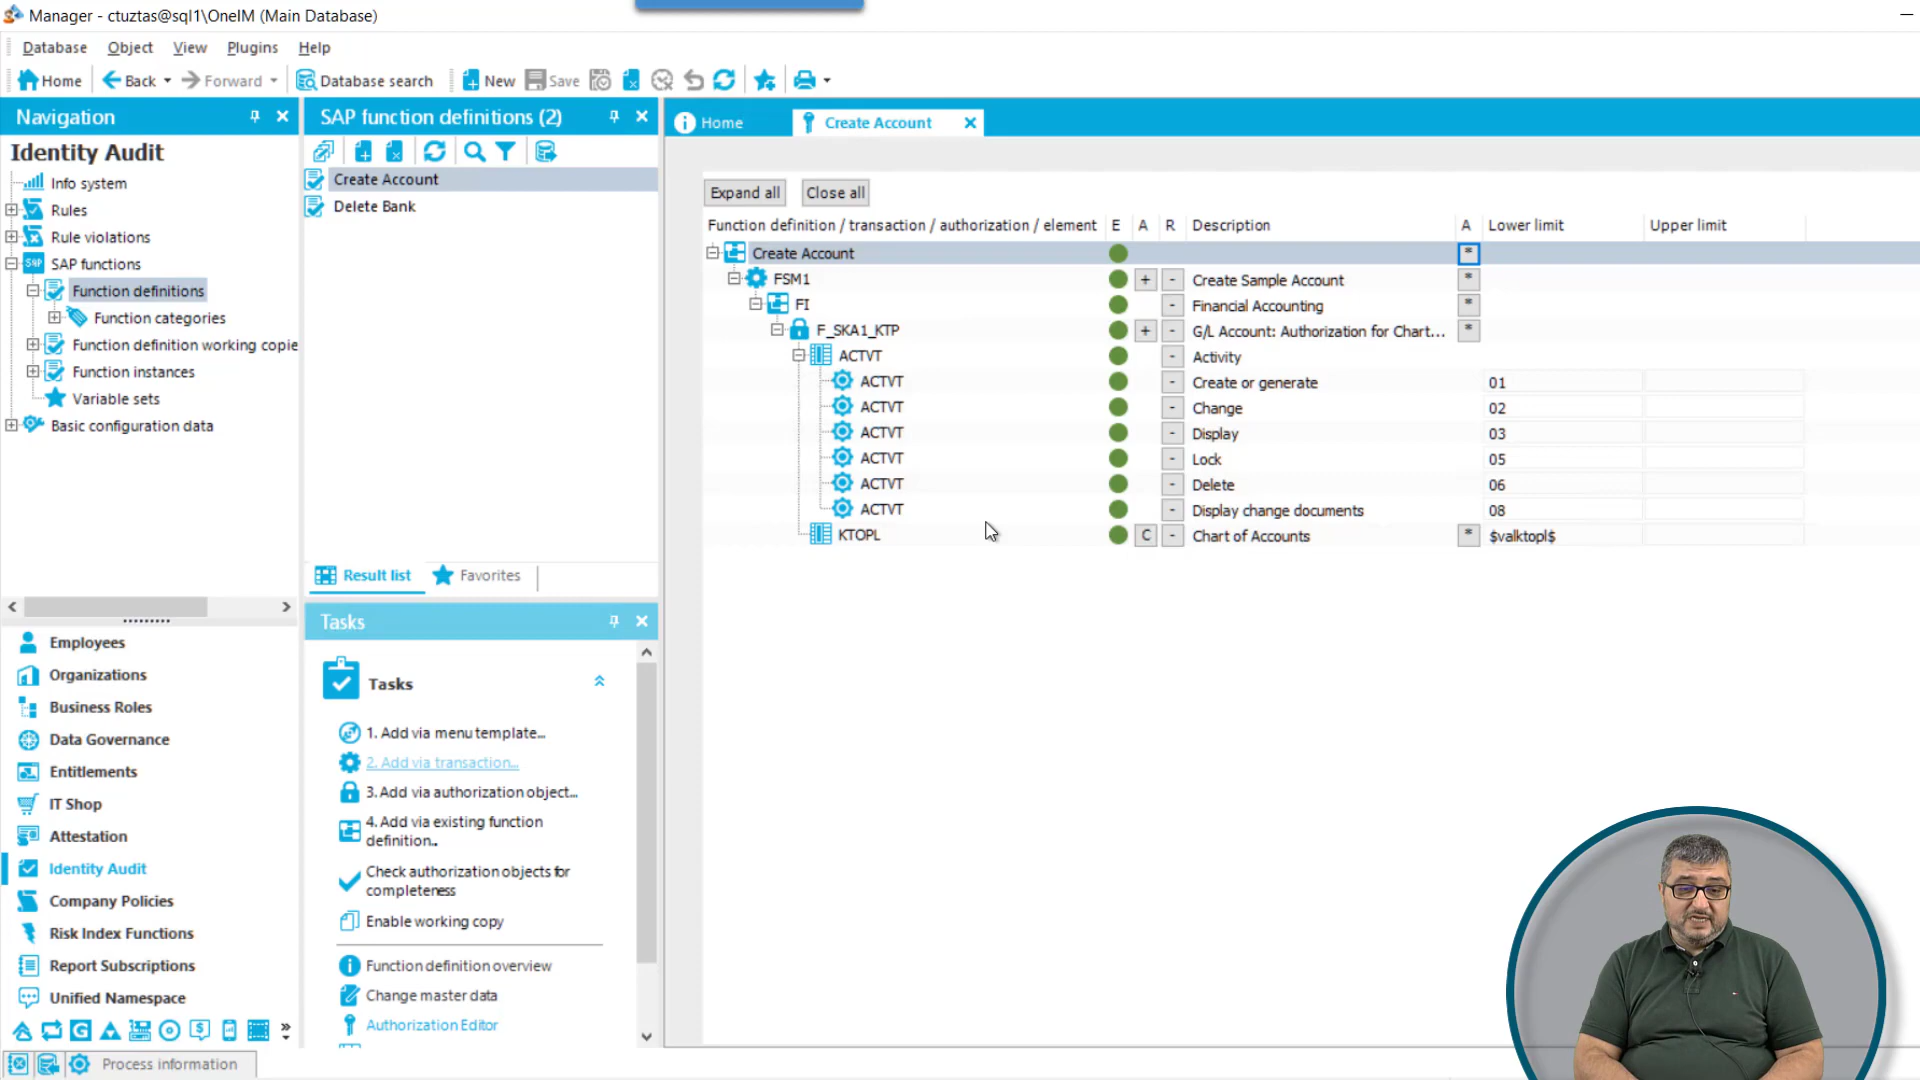 Manager - ctuztas@sql1\OneIM (Main Database)
Database Object View Plugins Help
Home Back Forward Database search New Save
Navigation
Identity Audit
Info system
Rules
Rule violations
SAP functions
Function definitions
Function categories
Function definition working copie
Function instances
Variable sets
Basic configuration data
Employees
Organizations
Business Roles
Data Governance
Entitlements
IT Shop
Attestation
Identity Audit
Company Policies
Risk Index Functions
Report Subscriptions
Unified Namespace
Process information
SAP function definitions (2)
Create Account
Delete Bank
Result list Favorites
Tasks
Tasks
1. Add via menu template...
2. Add via transaction...
3. Add via authorization object...
4. Add via existing function
definition...
Check authorization objects for
completeness
Enable working copy
Function definition overview
Change master data
Authorization Editor
Home Create Account
Expand all Close all
Function definition / transaction / authorization / element E A R Description A Lower limit Upper limit
Create Account *
FSM1 + - Create Sample Account *
FI - Financial Accounting *
F_SKA1_KTP + - G/L Account: Authorization for Chart... *
ACTVT - Activity
ACTVT - Create or generate 01
ACTVT - Change 02
ACTVT - Display 03
ACTVT - Lock 05
ACTVT - Delete 06
ACTVT - Display change documents 08
KTOPL C - Chart of Accounts * $valktopl$